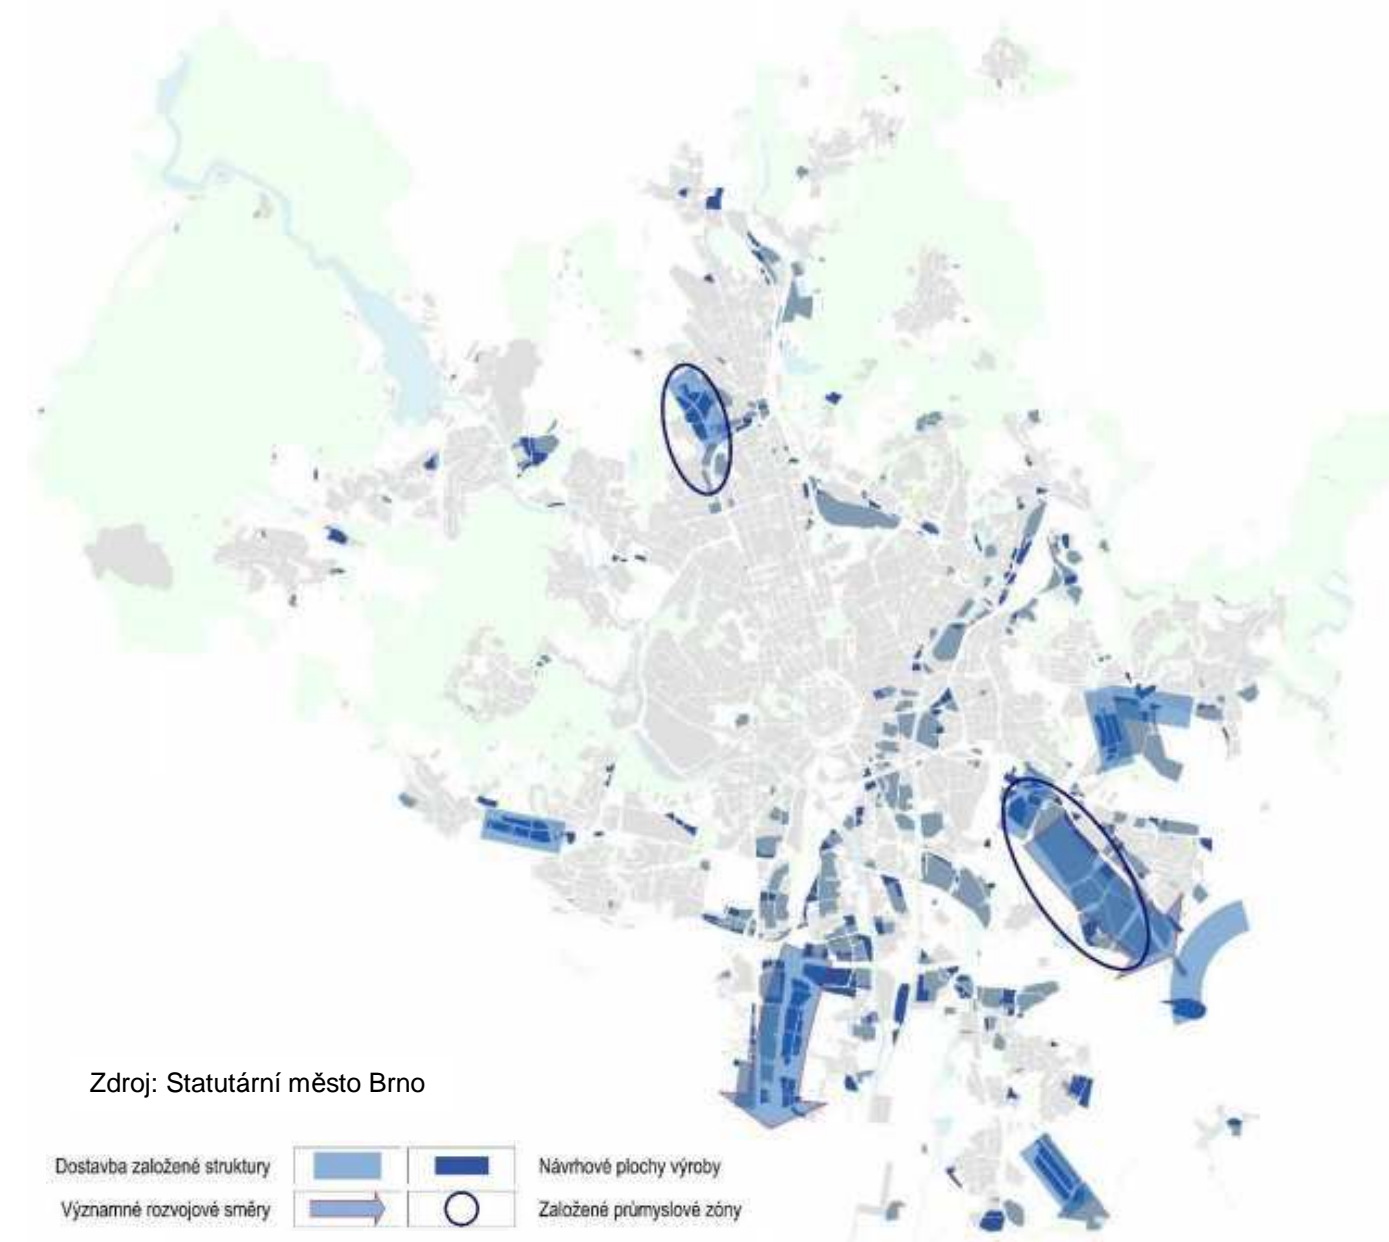 Zdroj: Statutární město Brno
Dostavba založené struktury
Návrhové plochy výroby
Významné rozvojové směry
Založené průmyslové zóny